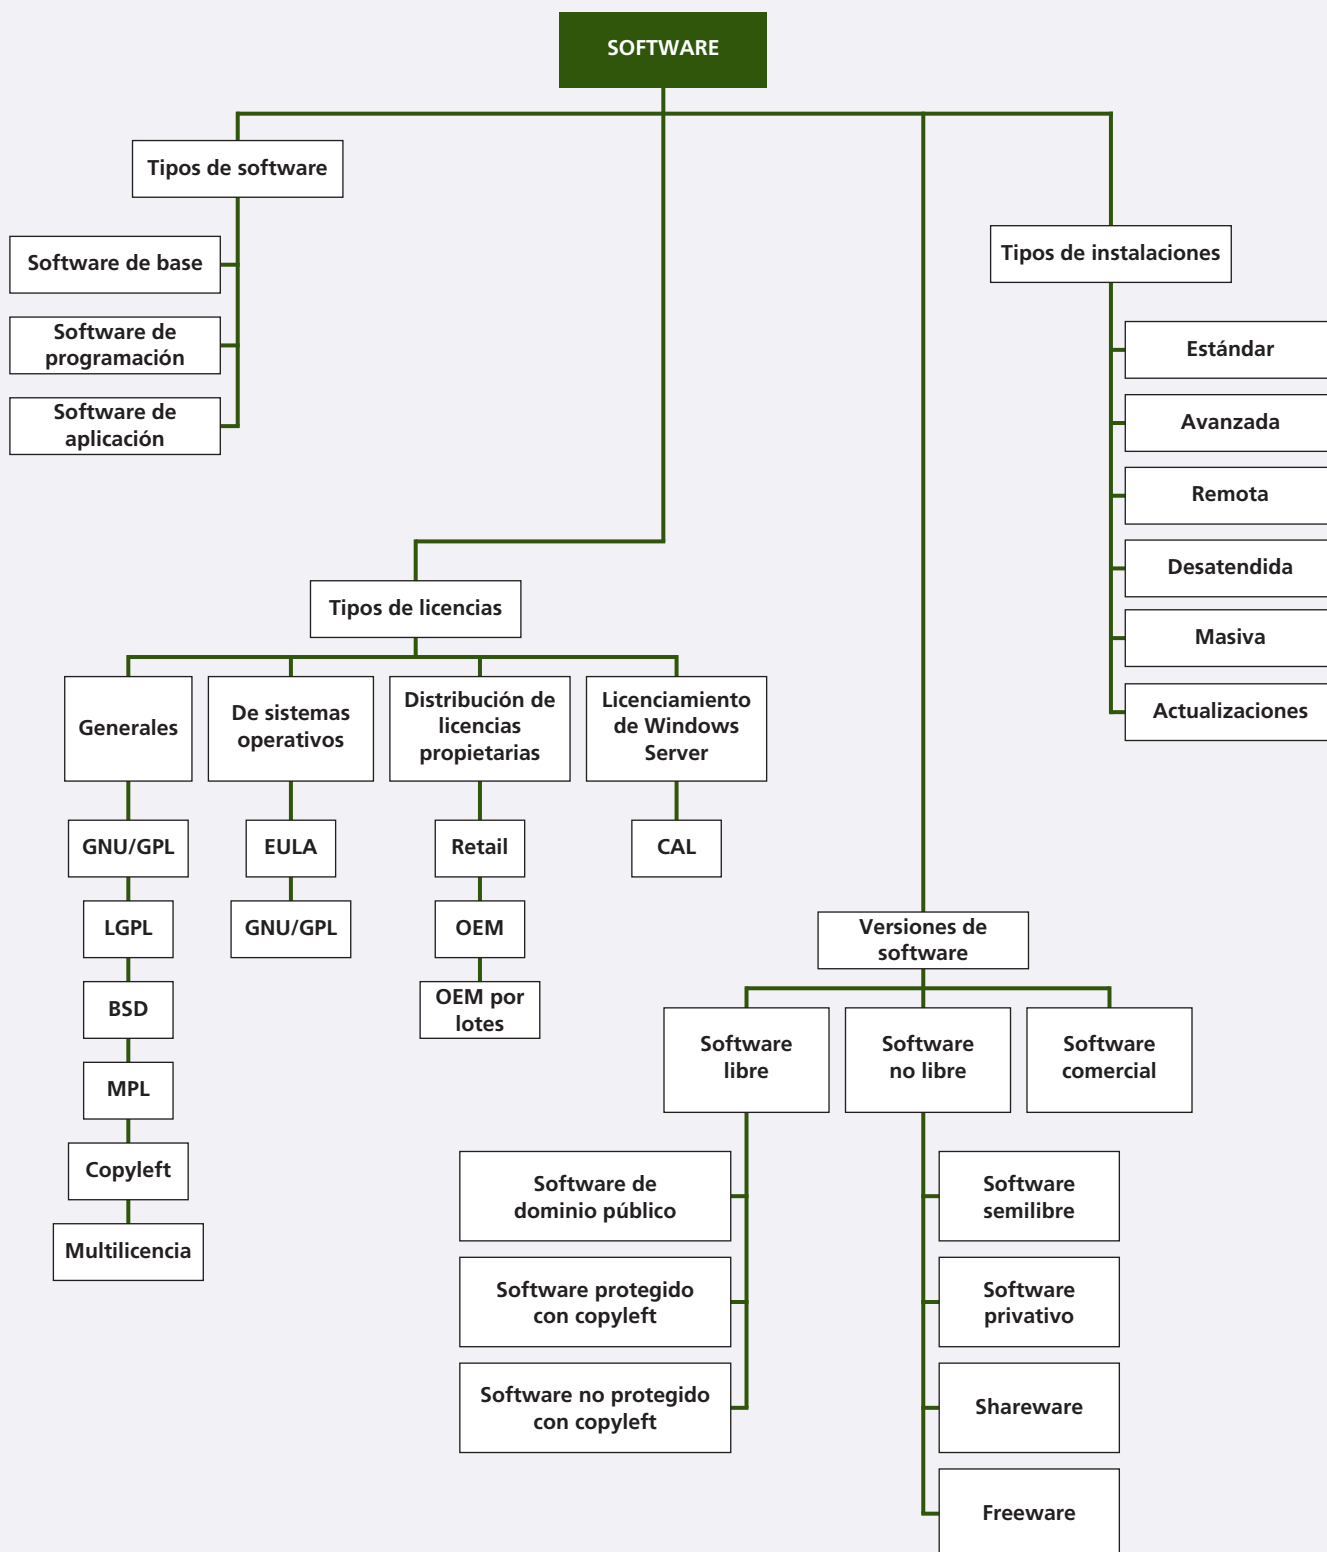 SOFTWARE
Tipos de software
Software de base
Software de
programación
Software de
aplicación
Tipos de instalaciones
Estándar
Avanzada
Remota
Desatendida
Masiva
Actualizaciones
Tipos de licencias
Generales
GNU/GPL
LGPL
BSD
MPL
Copyleft
Multilicencia
De sistemas
operativos
EULA
GNU/GPL
Distribución de
licencias
propietarias
Retail
OEM
OEM por
lotes
Licenciamiento
de Windows
Server
CAL
Versiones de
software
Software
libre
Software de
dominio público
Software protegido
con copyleft
Software no protegido
con copyleft
Software
no libre
Software
semilibre
Software
privativo
Shareware
Freeware
Software
comercial